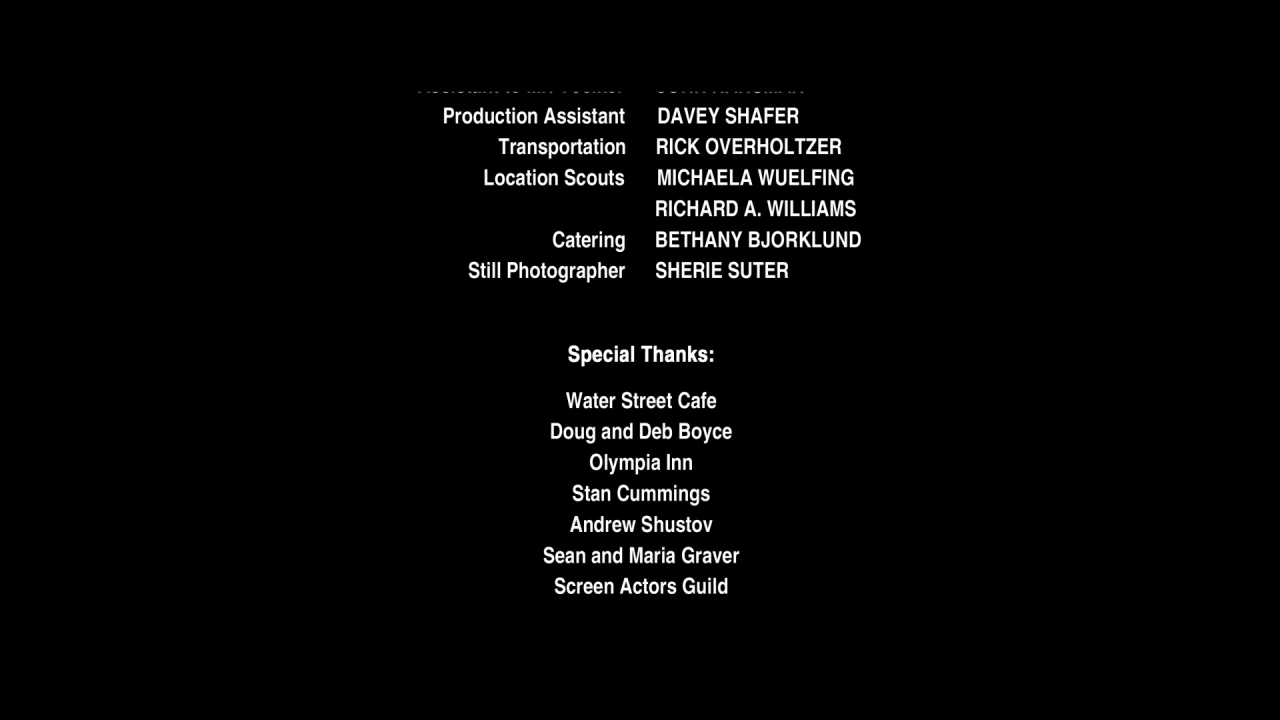 Production Assistant DAVEY SHAFER
Transportation RICK OVERHOLTZER
Location Scouts MICHAELA WUELFING
RICHARD A. WILLIAMS
Catering BETHANY BJORKLUND
Still Photographer SHERIE SUTER
Special Thanks:
Water Street Cafe
Doug and Deb Boyce
Olympia Inn
Stan Cummings
Andrew Shustov
Sean and Maria Graver
Screen Actors Guild